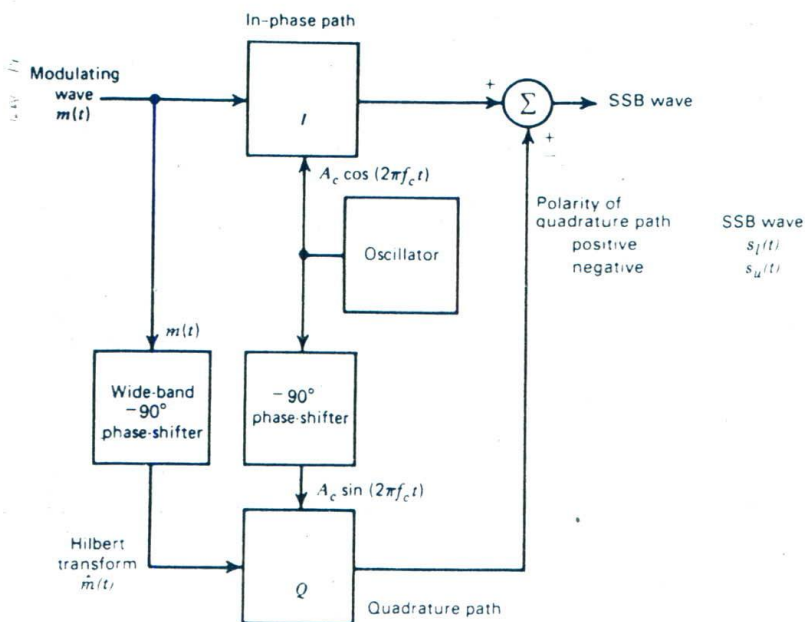 In-phase path
Modulating
wave
m(t)
I
+
Σ
SSB wave
+
−
A_c cos (2πf_c t)
Oscillator
Polarity of
quadrature path SSB wave
positive s_l(t)
negative s_u(t)
m(t)
Wide-band
−90°
phase-shifter
−90°
phase-shifter
A_c sin (2πf_c t)
Hilbert
transform
m̂(t)
Q
Quadrature path